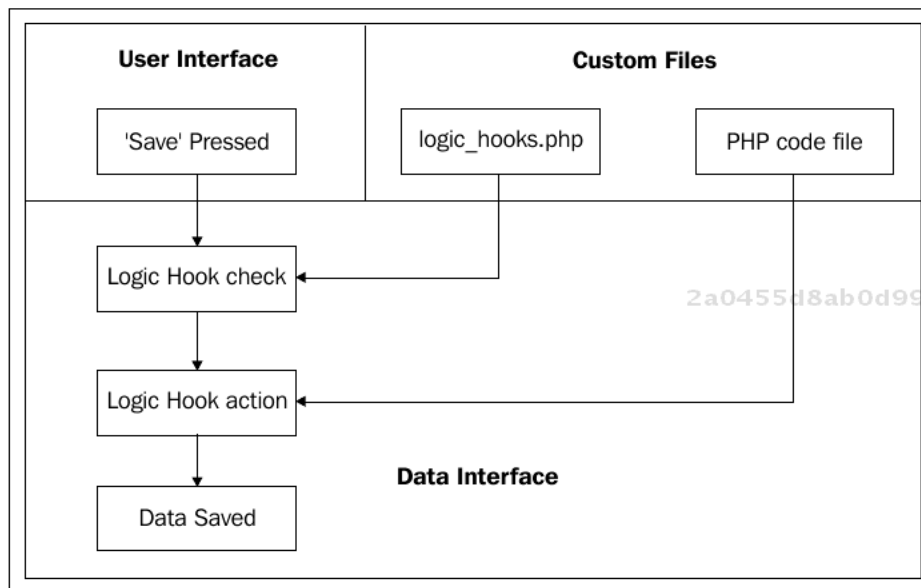 User Interface
Custom Files
'Save' Pressed
logic_hooks.php
PHP code file
Logic Hook check
2a0455d8ab0d99
Logic Hook action
Data Interface
Data Saved